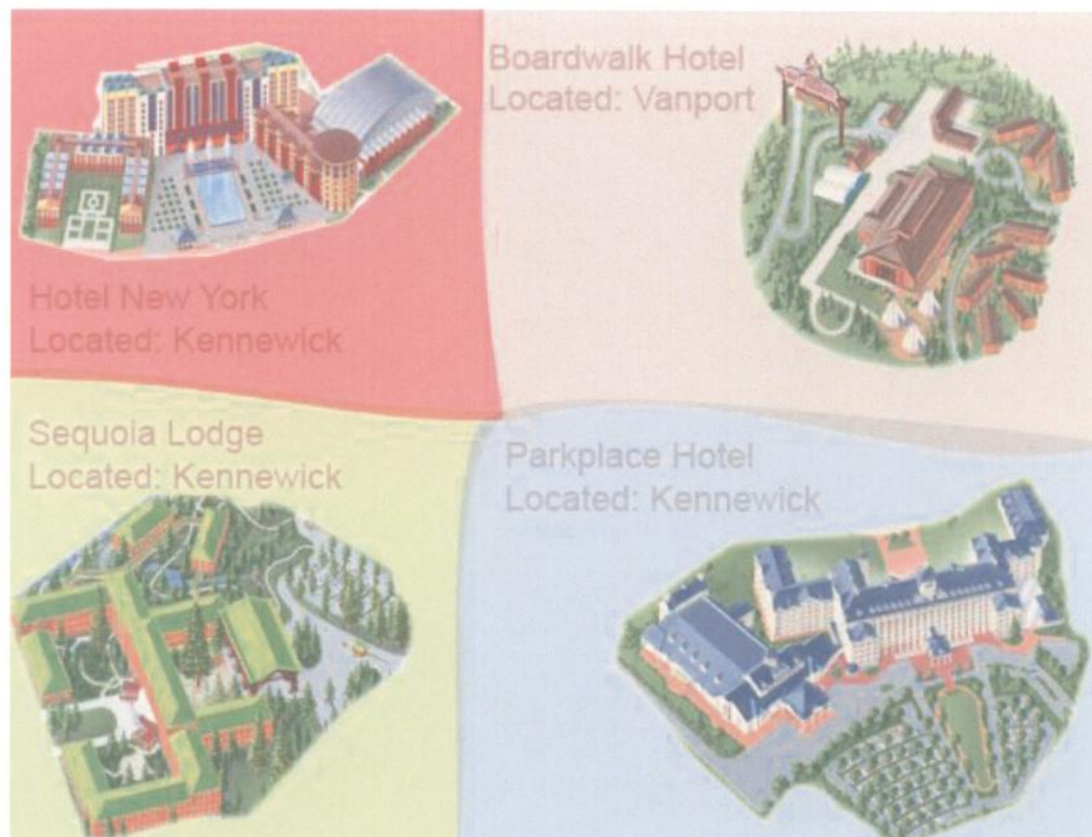 Boardwalk Hotel
Located: Vanport
Hotel New York
Located: Kennewick
Sequoia Lodge
Located: Kennewick
Parkplace Hotel
Located: Kennewick